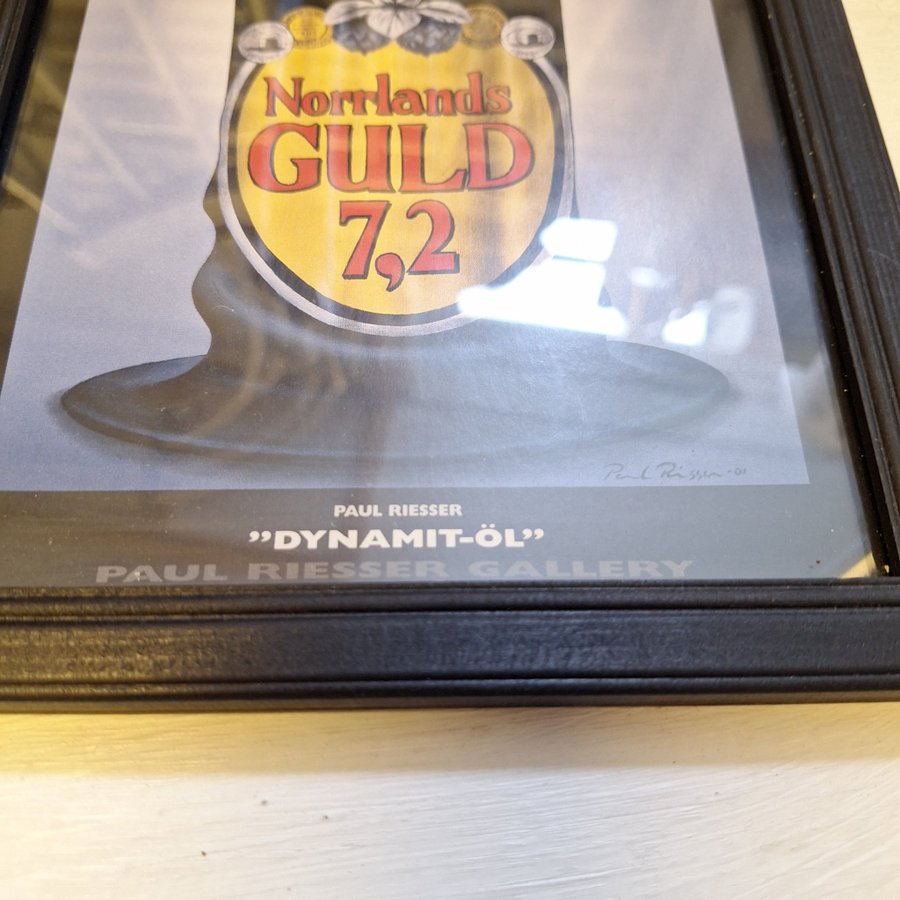 Norrlands
GULD
7,2
Paul Riesser -01
PAUL RIESSER
”DYNAMIT-ÖL”
PAUL RIESSER GALLERY